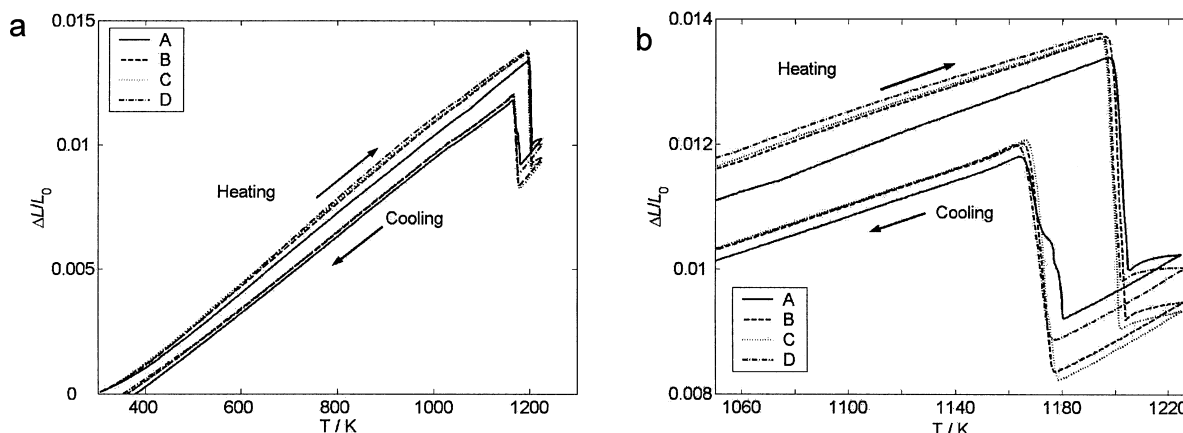 a
0.015
0.01
0.005
0
ΔL/L0
A
B
C
D
Heating
Cooling
400
600
800
1000
1200
T / K
b
0.014
0.012
0.01
0.008
ΔL/L0
Heating
Cooling
A
B
C
D
1060
1100
1140
1180
1220
T / K